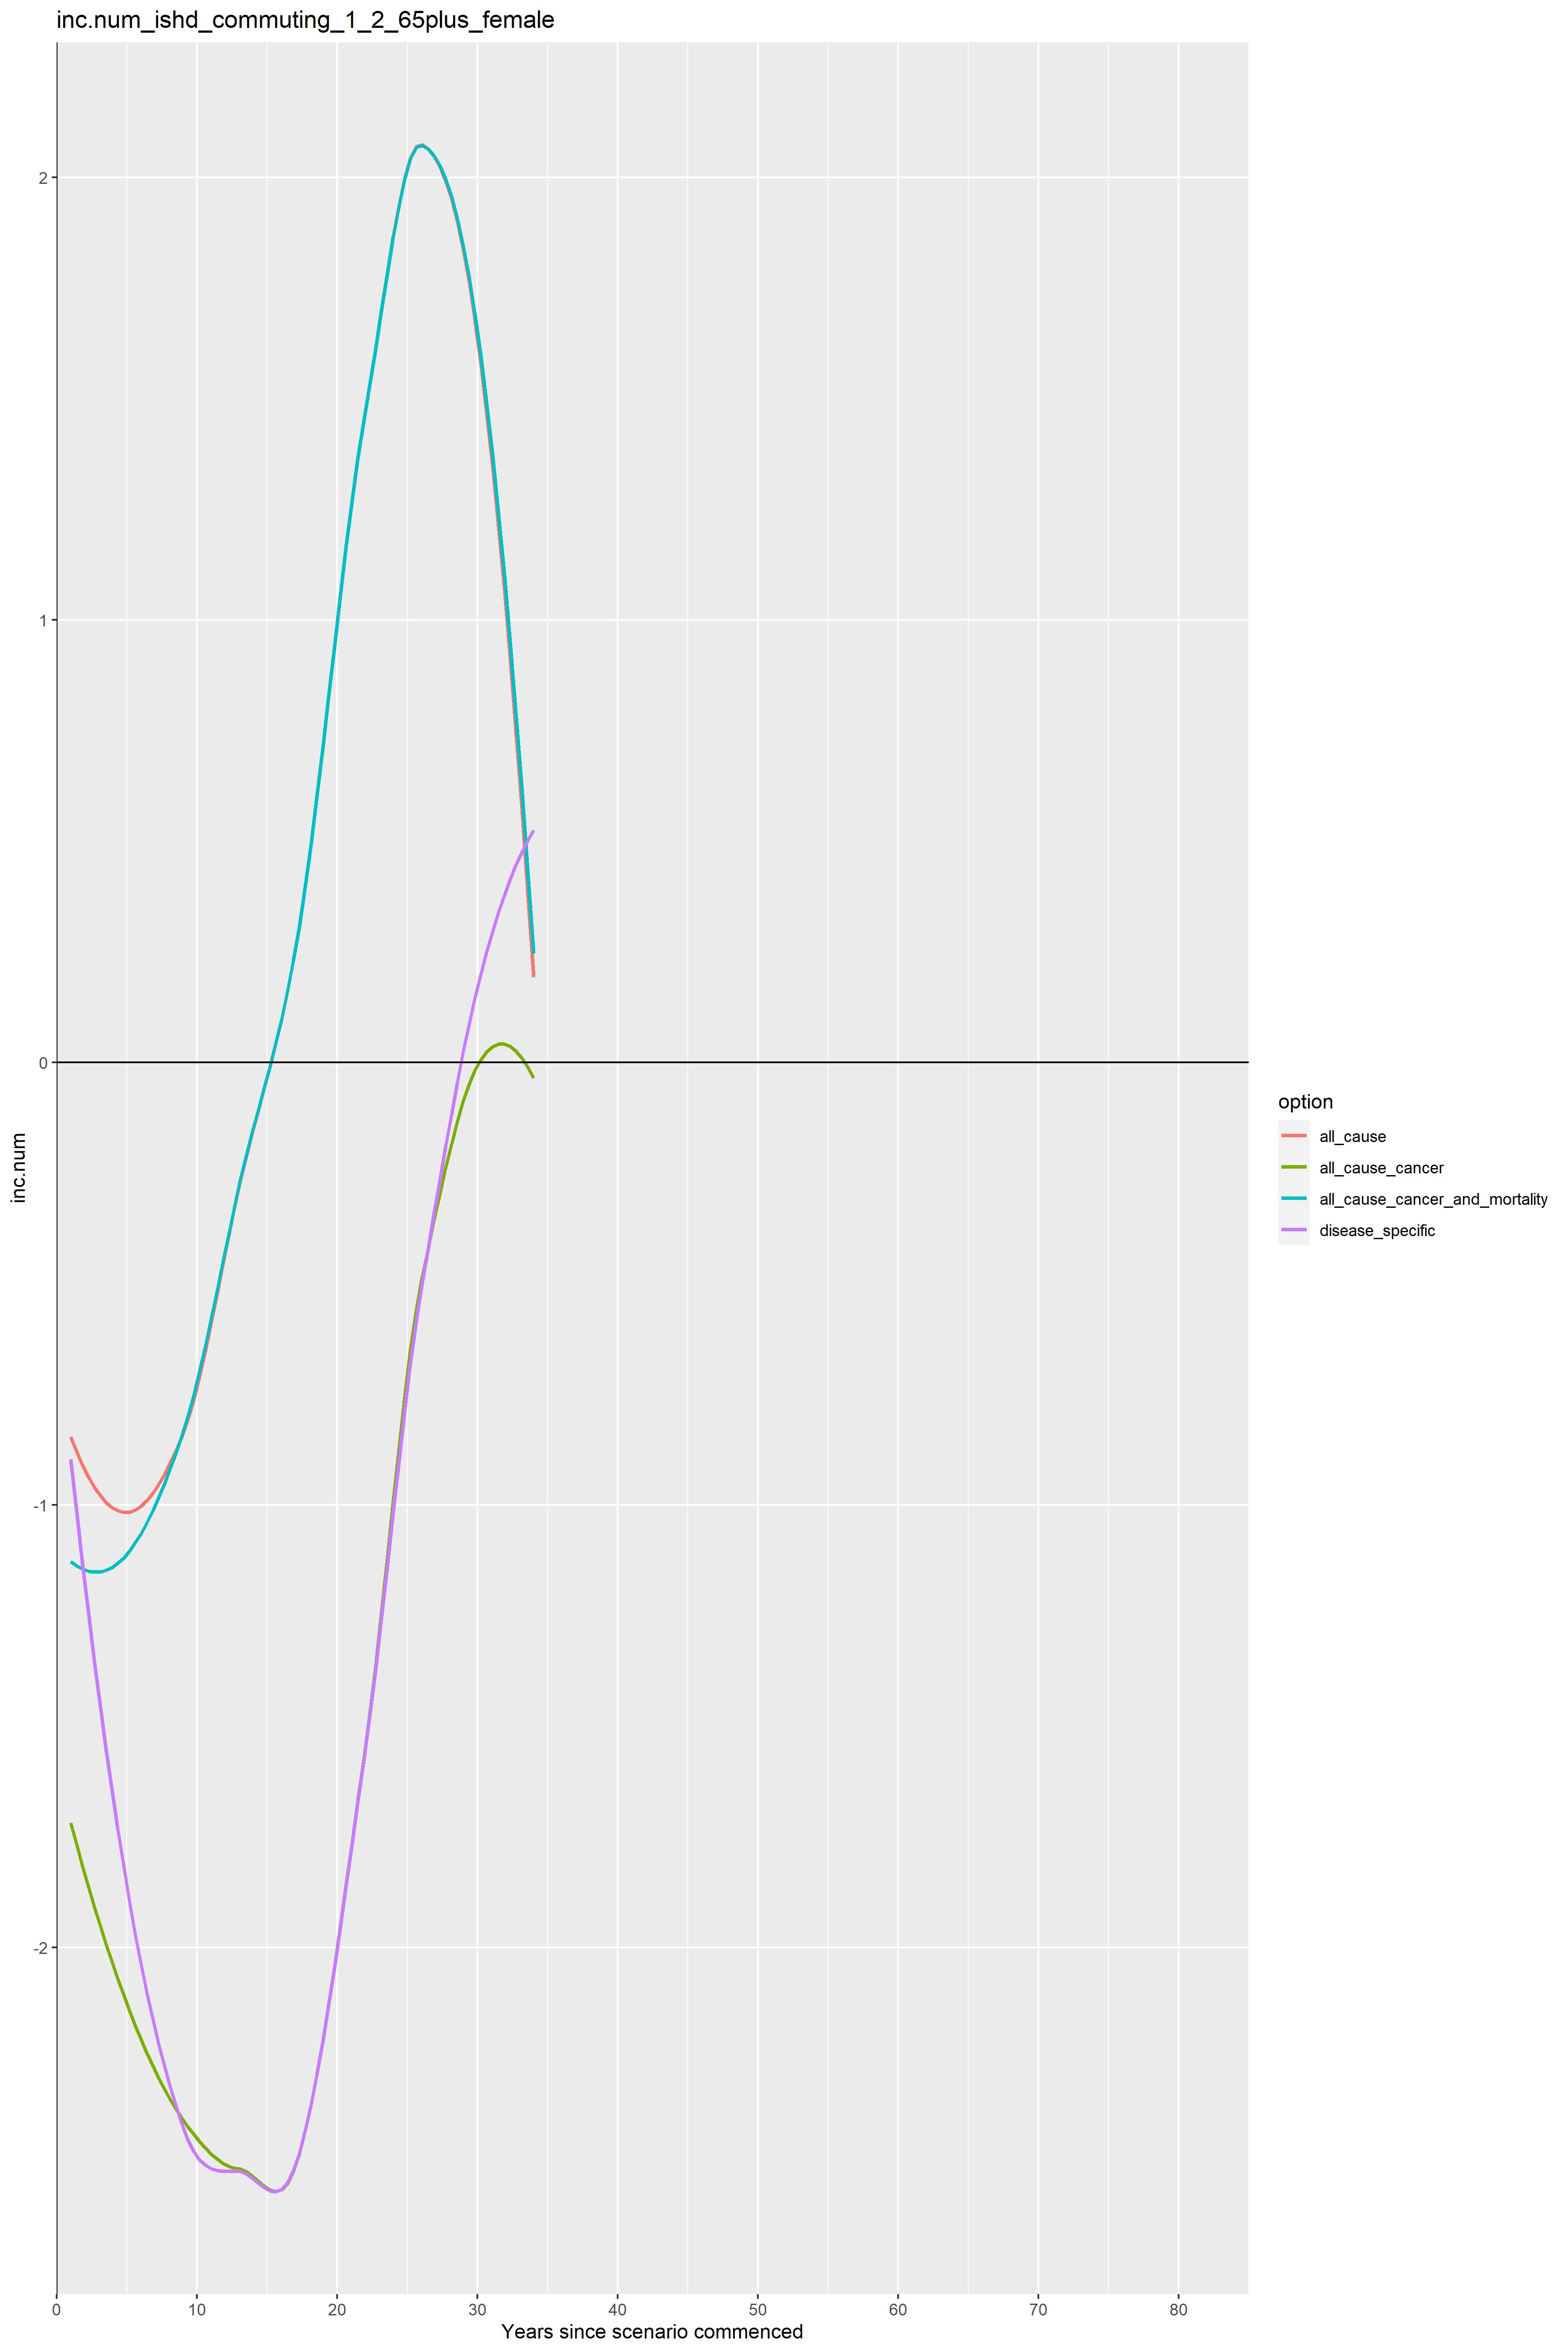 inc.num_ishd_commuting_1_2_65plus_female
2
1
0
-1
-2
inc.num
0 10 20 30 40 50 60 70 80
Years since scenario commenced
option
all_cause
all_cause_cancer
all_cause_cancer_and_mortality
disease_specific